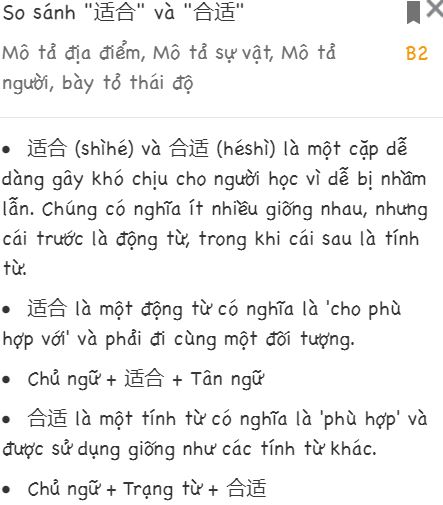 So sánh "适合" và "合适"
Mô tả địa điểm, Mô tả sự vật, Mô tả
B2
người, bày tỏ thái độ
• 适合 (shìhé) và 合适 (héshì) là một cặp dễ
dàng gây khó chịu cho người học vì dễ bị nhầm
lẫn. Chúng có nghĩa ít nhiều giống nhau, nhưng
cái trước là động từ, trong khi cái sau là tính
từ.
• 适合 là một động từ có nghĩa là 'cho phù
hợp với' và phải đi cùng một đối tượng.
• Chủ ngữ + 适合 + Tân ngữ
• 合适 là một tính từ có nghĩa là 'phù hợp' và
được sử dụng giống như các tính từ khác.
• Chủ ngữ + Trạng từ + 合适